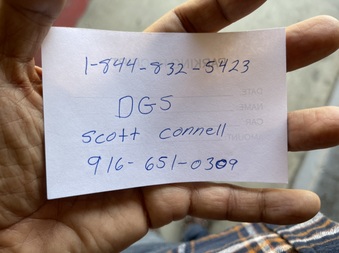 1-844-832-5423
DGS
Scott Connell
916-651-0309